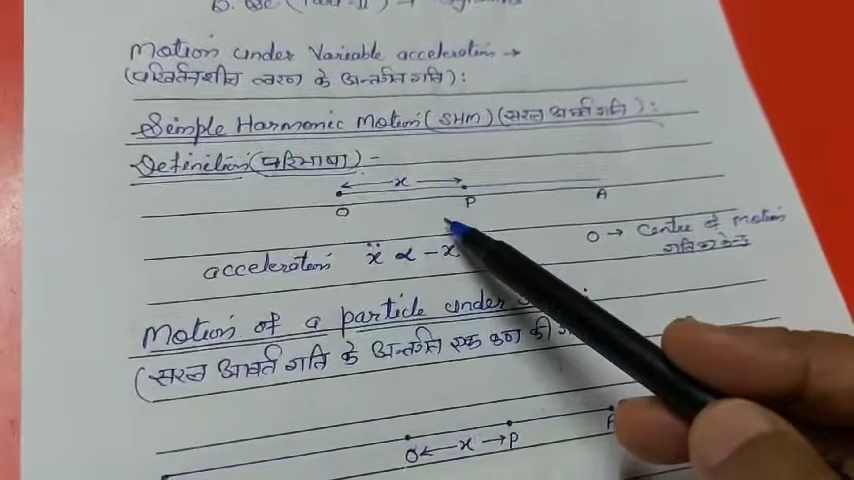 Motion under Variable acceleration →
(परिवर्तनशील त्वरण के अन्तर्गत गति):
Simple Harmonic Motion (SHM) (सरल आवर्त गति):
Definition (परिभाषा) -
x
O P A
acceleration ẍ ∝ -x
O → Centre of Motion
गति का केन्द्र
Motion of a particle under
(सरल आवर्त गति के अन्तर्गत एक कण की
O x P